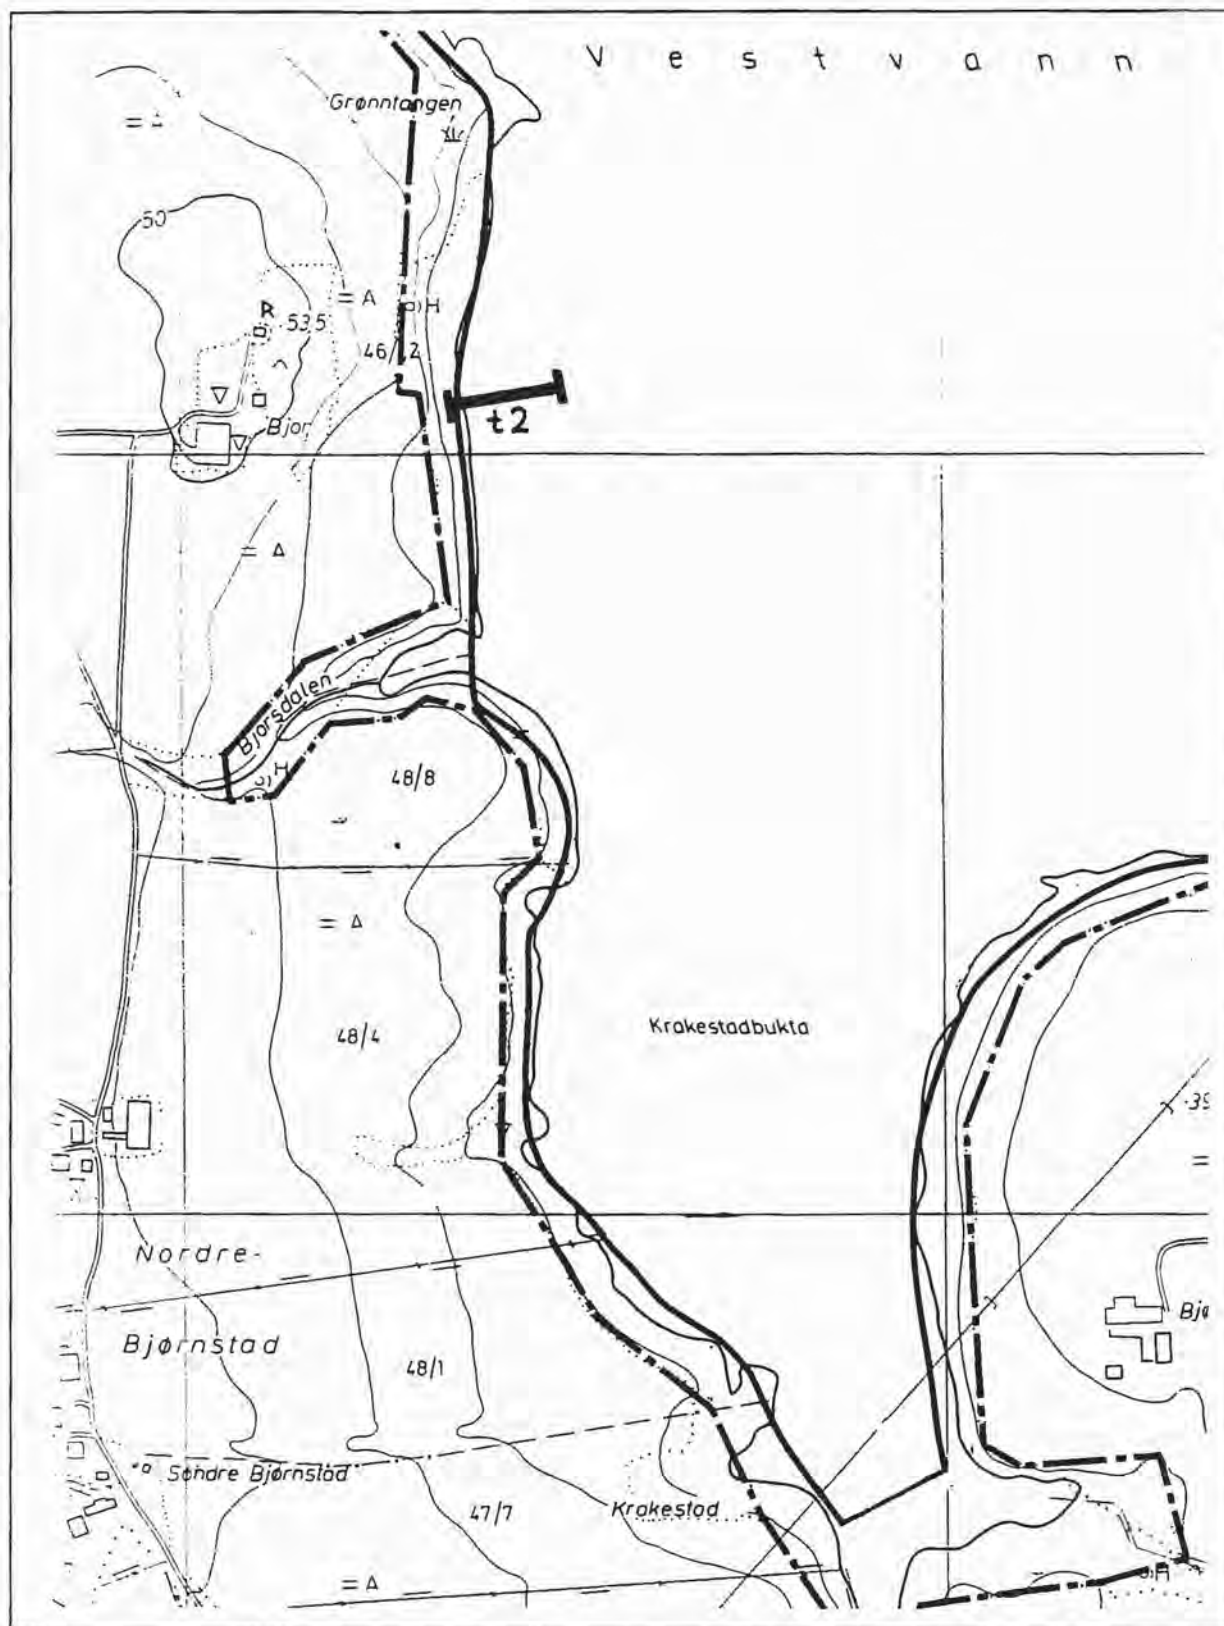 V e s t v a n n
Grønntangen
= Δ
50
R
53.5
= A
H
46/2
t2
Bjor
= Δ
Bjorsdalen
H
48/8
= Δ
48/4
Krakestadbukta
39
=
Nordre-
Bjørnstad
Bjø
48/1
Søndre Bjørnstad
47/7
Krakestad
H
= Δ